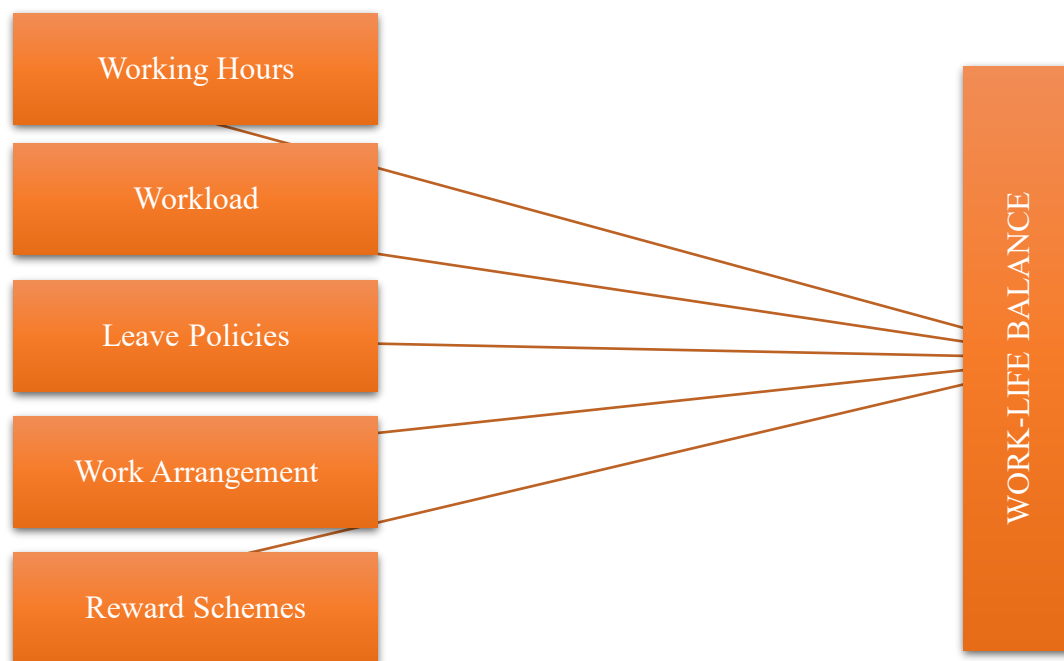 Working Hours
Workload
Leave Policies
Work Arrangement
Reward Schemes
WORK-LIFE BALANCE